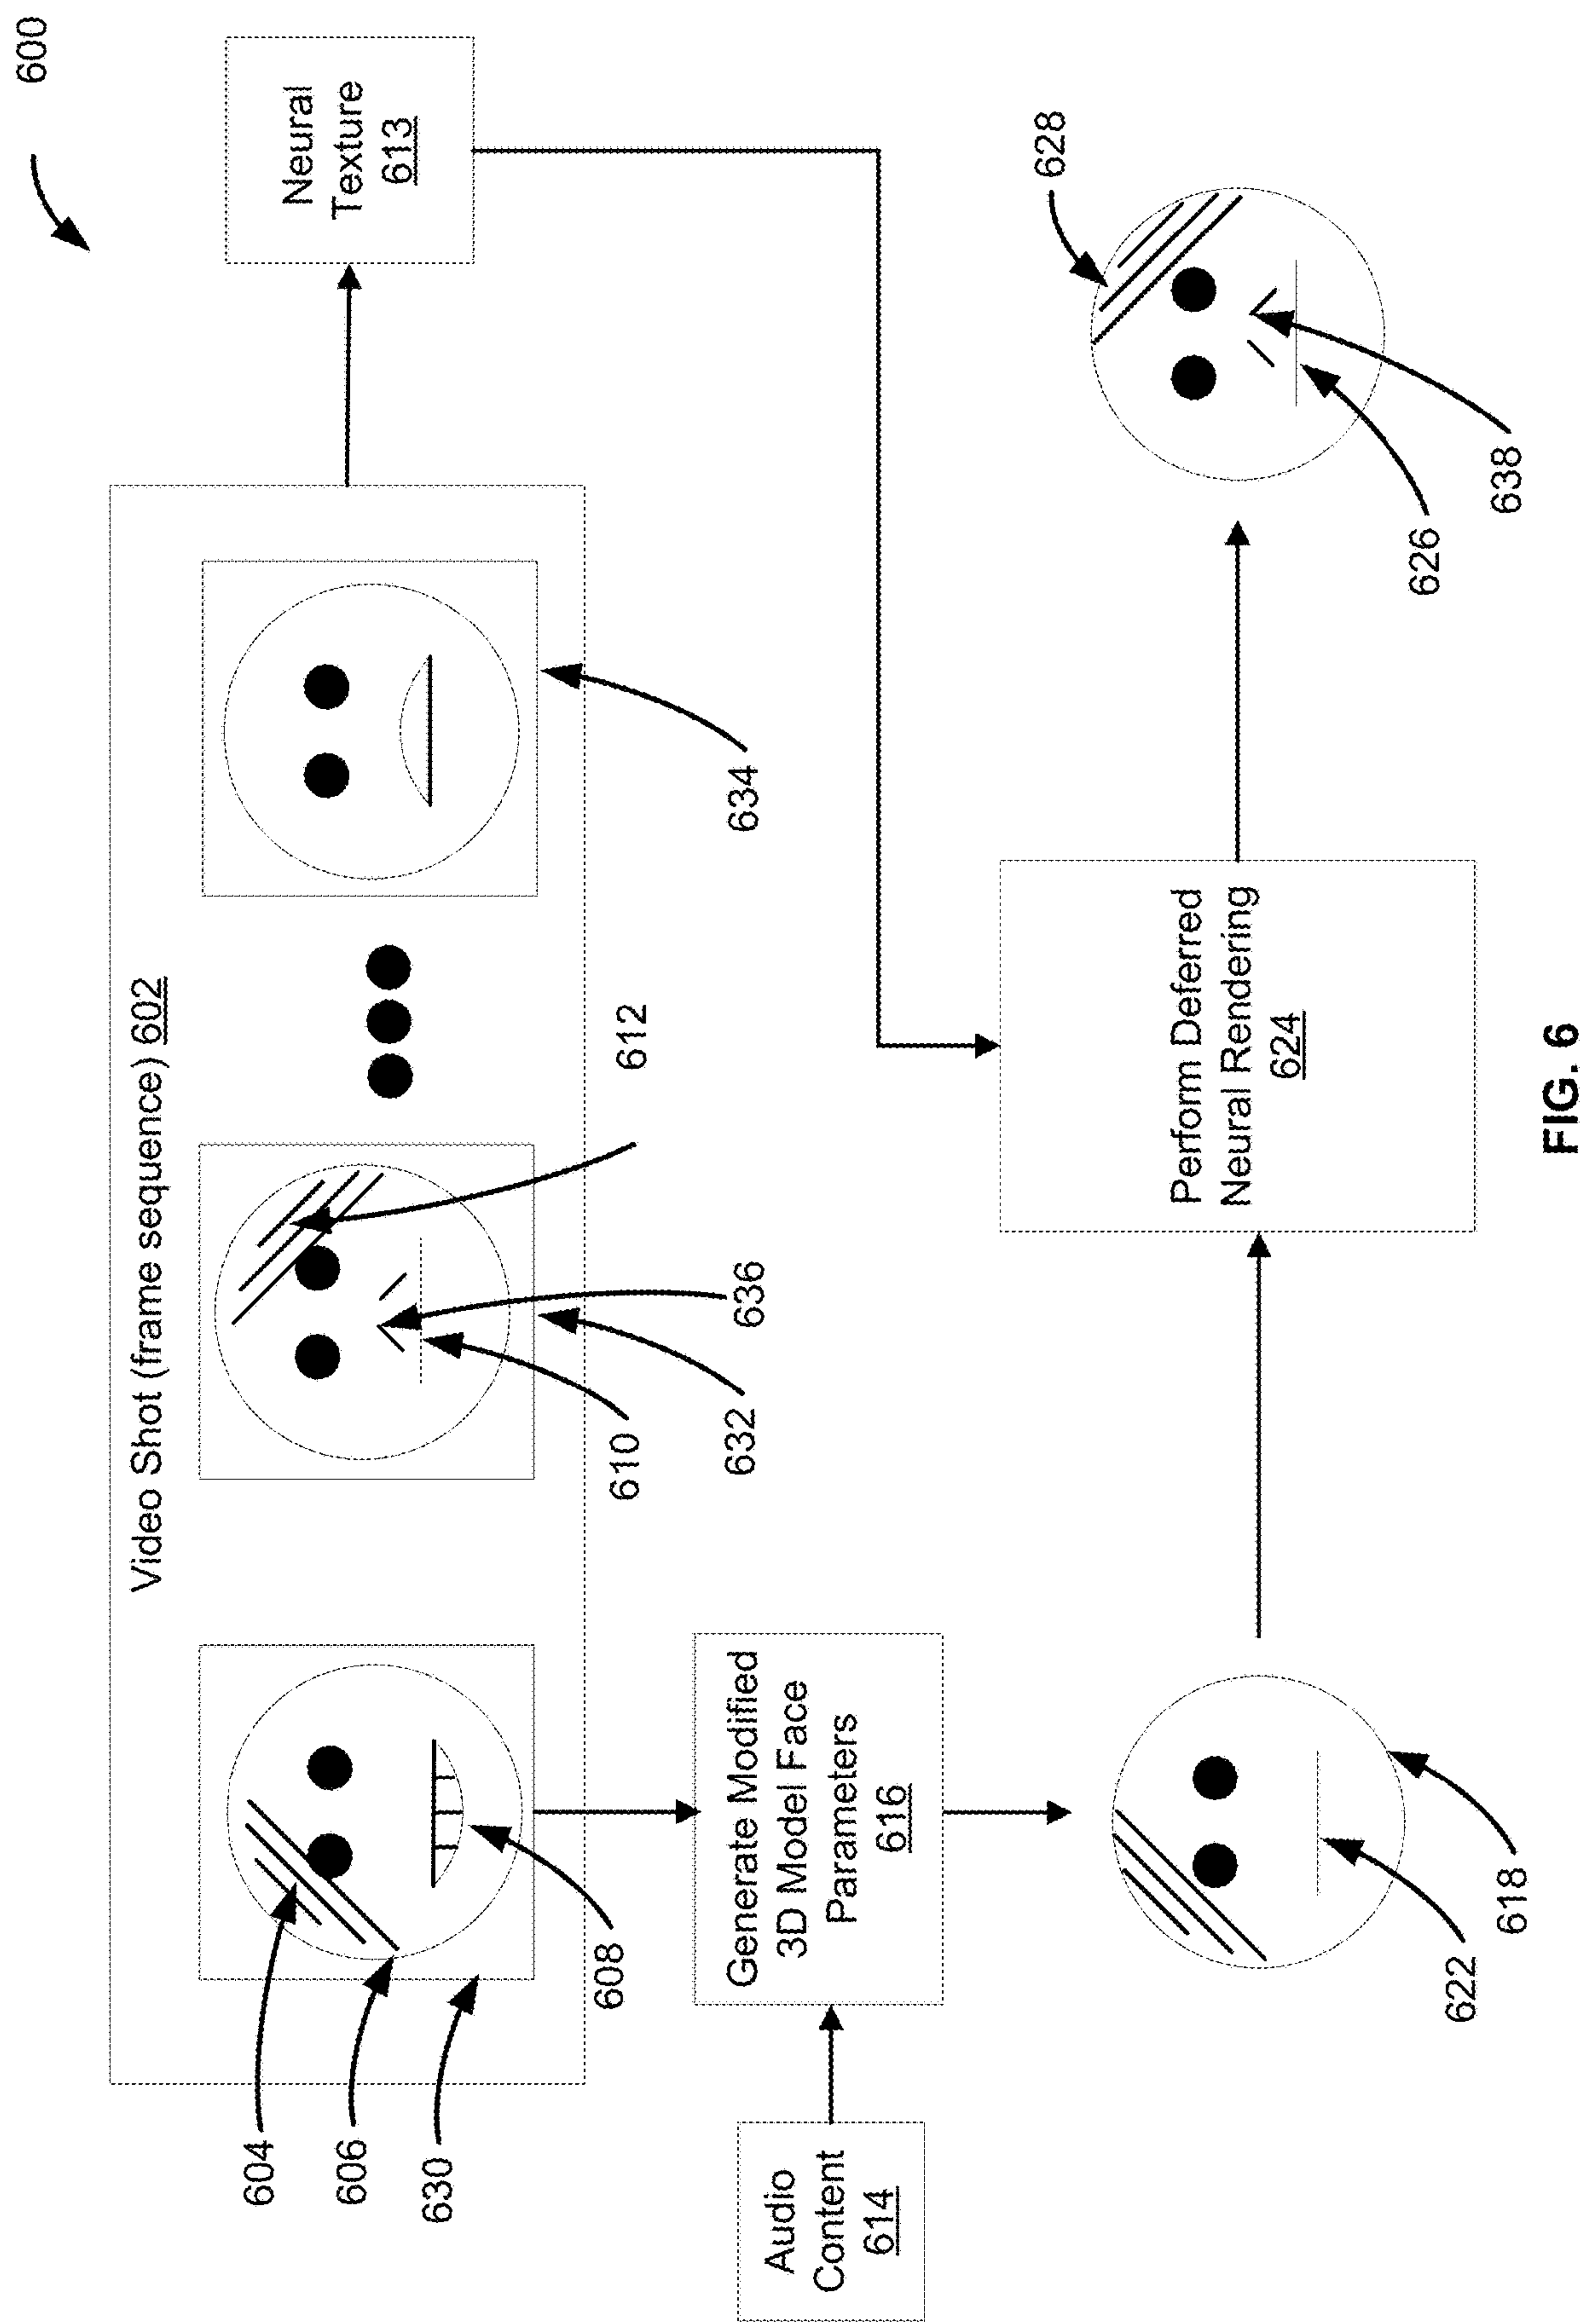 600
Video Shot (frame sequence) 602
Neural
Texture
613
604
606
630
608
610
632
636
612
634
Audio
Content
614
Generate Modified
3D Model Face
Parameters
616
622
618
Perform Deferred
Neural Rendering
624
628
626
638
FIG. 6